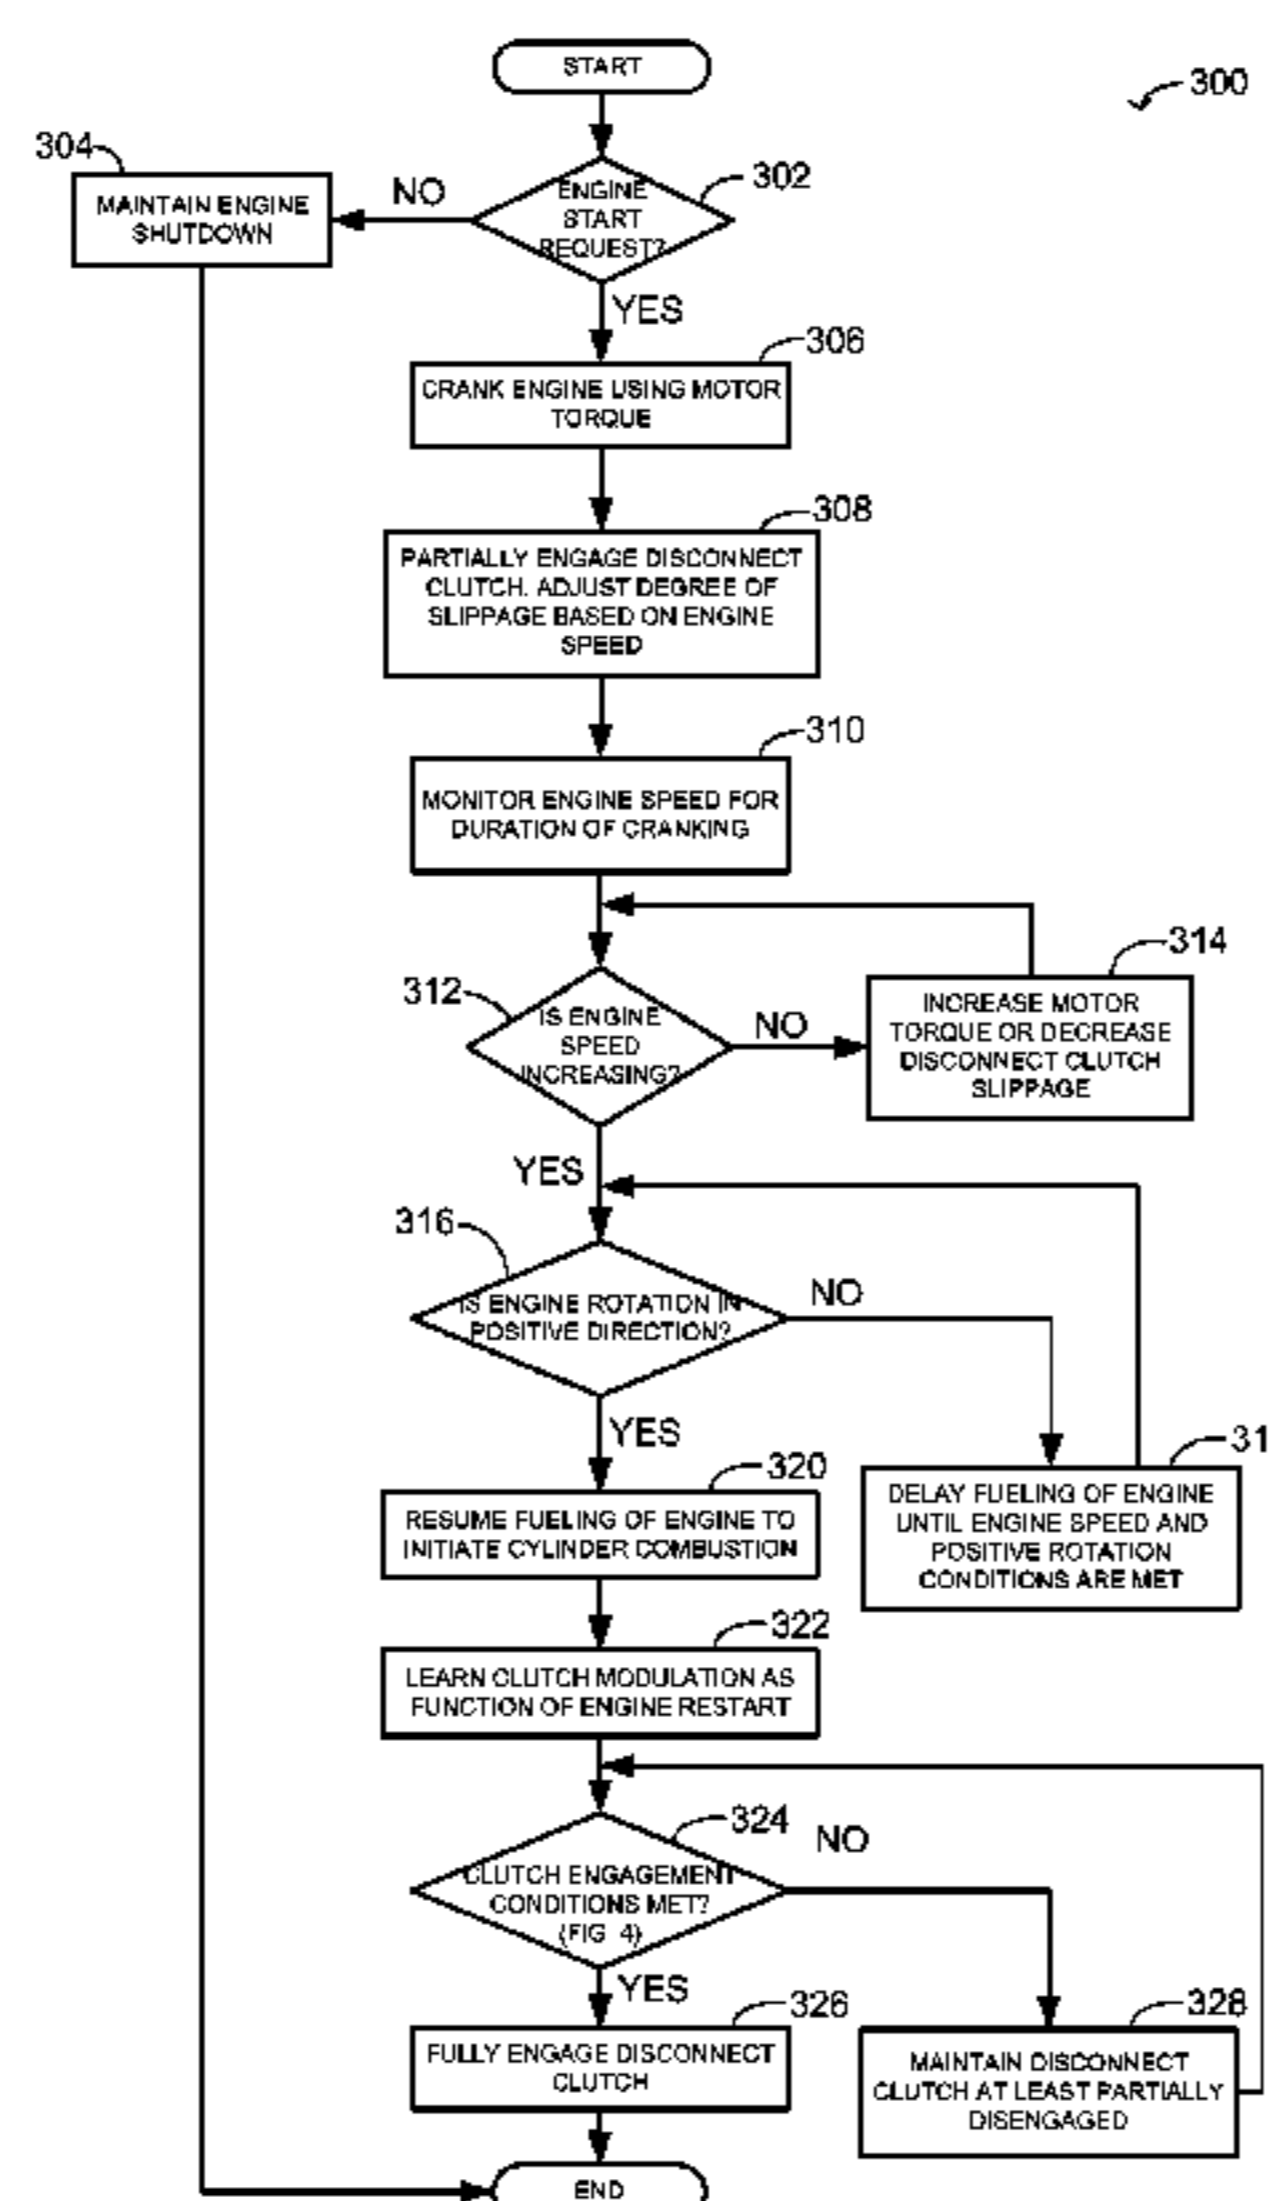 START
300
304
MAINTAIN ENGINE
SHUTDOWN
NO
302
ENGINE
START
REQUEST?
YES
306
CRANK ENGINE USING MOTOR
TORQUE
308
PARTIALLY ENGAGE DISCONNECT
CLUTCH. ADJUST DEGREE OF
SLIPPAGE BASED ON ENGINE
SPEED
310
MONITOR ENGINE SPEED FOR
DURATION OF CRANKING
312
IS ENGINE
SPEED
INCREASING?
NO
314
INCREASE MOTOR
TORQUE OR DECREASE
DISCONNECT CLUTCH
SLIPPAGE
YES
316
IS ENGINE ROTATION IN
POSITIVE DIRECTION?
NO
YES
31
DELAY FUELING OF ENGINE
UNTIL ENGINE SPEED AND
POSITIVE ROTATION
CONDITIONS ARE MET
320
RESUME FUELING OF ENGINE TO
INITIATE CYLINDER COMBUSTION
322
LEARN CLUTCH MODULATION AS
FUNCTION OF ENGINE RESTART
324
CLUTCH ENGAGEMENT
CONDITIONS MET?
(FIG 4)
NO
YES
326
FULLY ENGAGE DISCONNECT
CLUTCH
328
MAINTAIN DISCONNECT
CLUTCH AT LEAST PARTIALLY
DISENGAGED
END